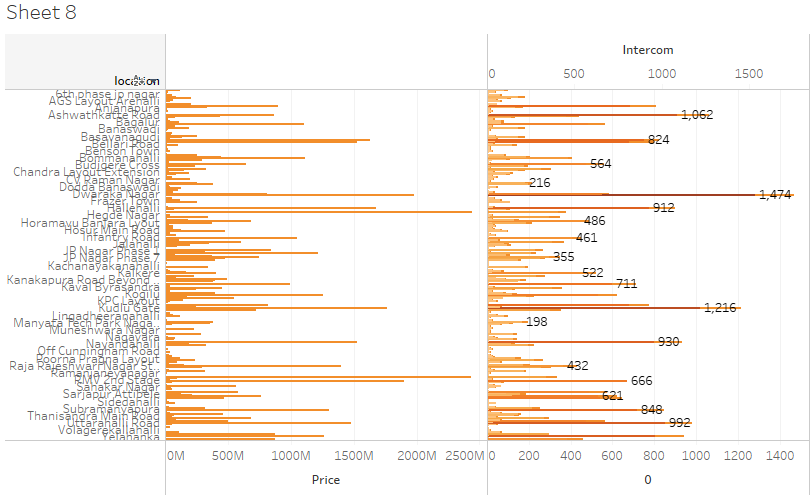 Sheet 8
Intercom
0 500 1000 1500
location
6th phase jp nagar
AGS Layout Arehalli
Anjanapura
Ashwathkatte Road 1,062
Bagalur
Banaswadi
Basavanagudi 824
Bellari Road
Benson Town
Bommanahalli
Budigere Cross 564
Chandra Layout Extension
CV Raman Nagar 216
Dodda Banaswadi
Dwaraka Nagar 1,474
Frazer Town
Hallehalli 912
Hegde Nagar
Horamavu Banjara Lyout 486
Hosur Main Road
Infantry Road 461
Jalahalli
JP Nagar Phase 1
JP Nagar Phase 7 355
Kachanayakanahalli
Kalkere 522
Kanakapura Road Beyond ... 711
Kaval Byrasandra
Kogilu
KPC Layout
Kudlu Gate 1,216
Lingadheeranahalli
Manyata Tech Park Naga... 198
Muneshwara Nagar
Nagavara
Nayandahalli 930
Off Cunningham Road
Poorna Pragna Layout
Raja Rajeshwari Nagar St... 432
Ramanjaneyanagar
RMV 2nd Stage 666
Sahakar Nagar
Sarjapur Attibele 621
Sidedahalli
Subramanyapura 848
Thanisandra Main Road
Uttarahalli Road 992
Volagerekallahalli
Yelahanka
0M 500M 1000M 1500M 2000M 2500M 0 200 400 600 800 1000 1200 1400
Price 0